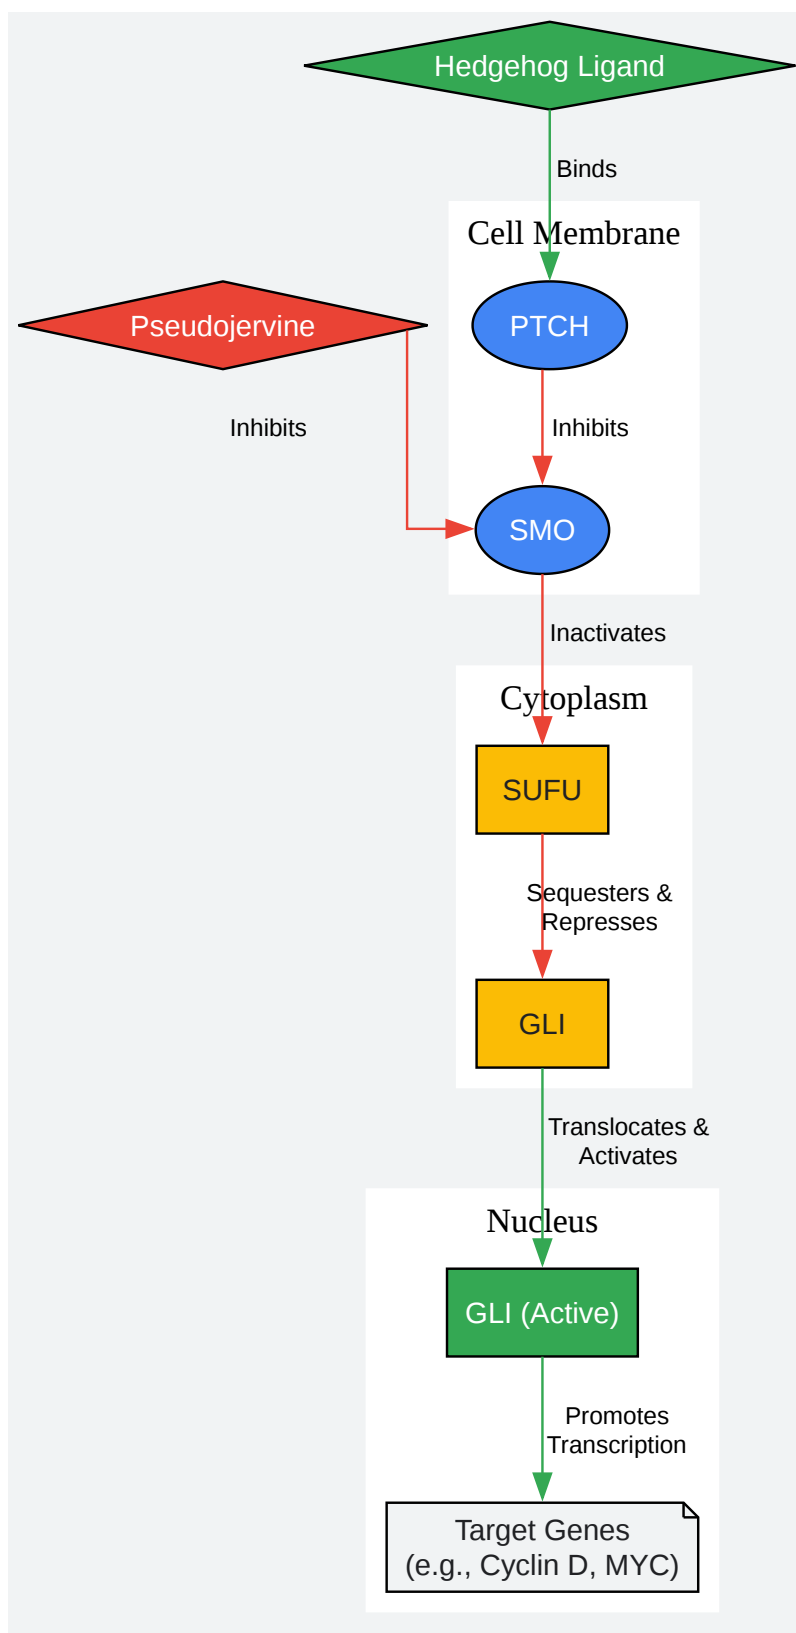 Hedgehog Ligand
Binds
Cell Membrane
Pseudojervine
PTCH
Inhibits
Inhibits
SMO
Inactivates
Cytoplasm
SUFU
Sequesters &
Represses
GLI
Translocates &
Activates
Nucleus
GLI (Active)
Promotes
Transcription
Target Genes
(e.g., Cyclin D, MYC)